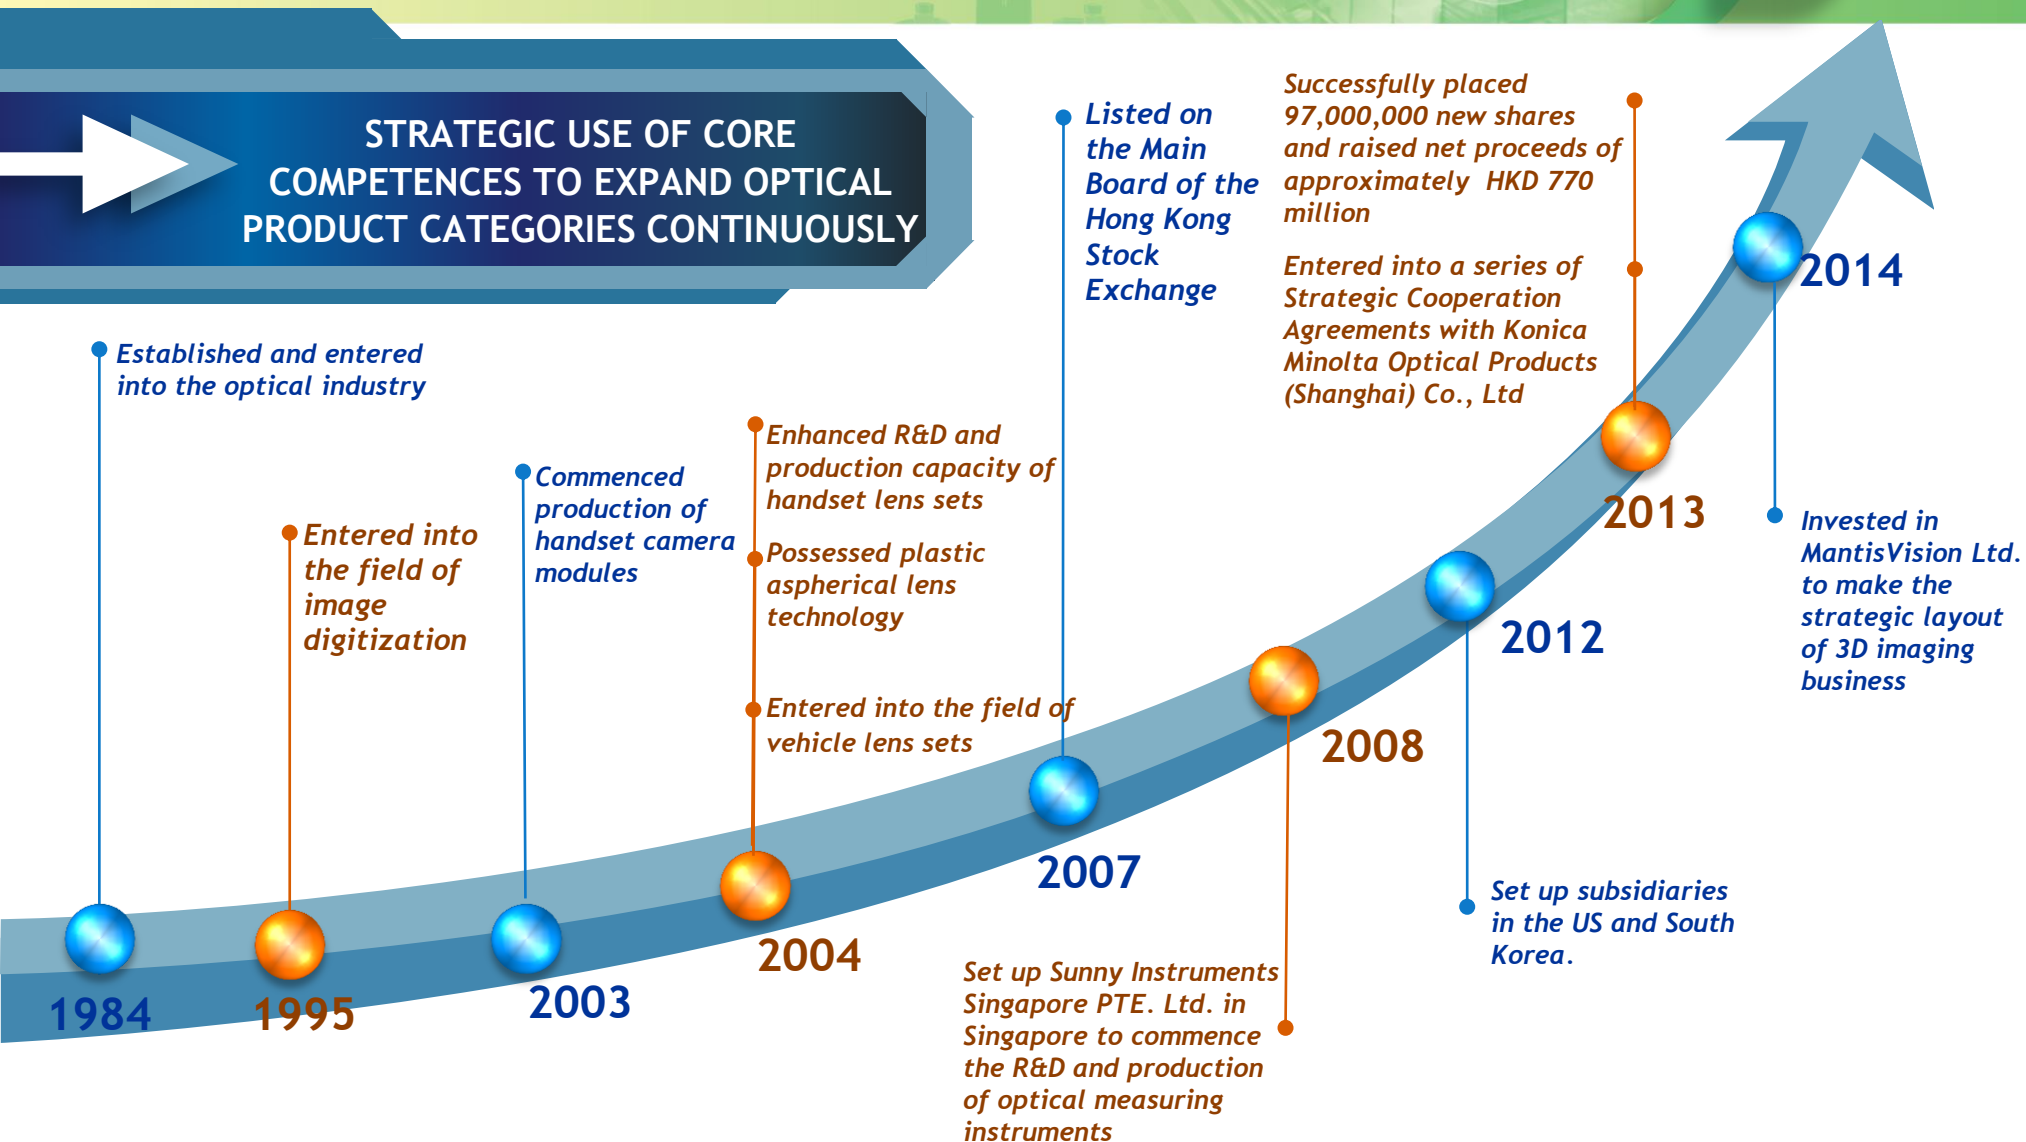 STRATEGIC USE OF CORE
COMPETENCES TO EXPAND OPTICAL
PRODUCT CATEGORIES CONTINUOUSLY
Established and entered
into the optical industry
1984
Entered into
the field of
image
digitization
1995
Commenced
production of
handset camera
modules
2003
Enhanced R&D and
production capacity of
handset lens sets
Possessed plastic
aspherical lens
technology
Entered into the field of
vehicle lens sets
2004
Listed on
the Main
Board of the
Hong Kong
Stock
Exchange
2007
2008
Set up Sunny Instruments
Singapore PTE. Ltd. in
Singapore to commence
the R&D and production
of optical measuring
instruments
2012
Set up subsidiaries
in the US and South
Korea.
Successfully placed
97,000,000 new shares
and raised net proceeds of
approximately HKD 770
million
Entered into a series of
Strategic Cooperation
Agreements with Konica
Minolta Optical Products
(Shanghai) Co., Ltd
2013
2014
Invested in
MantisVision Ltd.
to make the
strategic layout
of 3D imaging
business